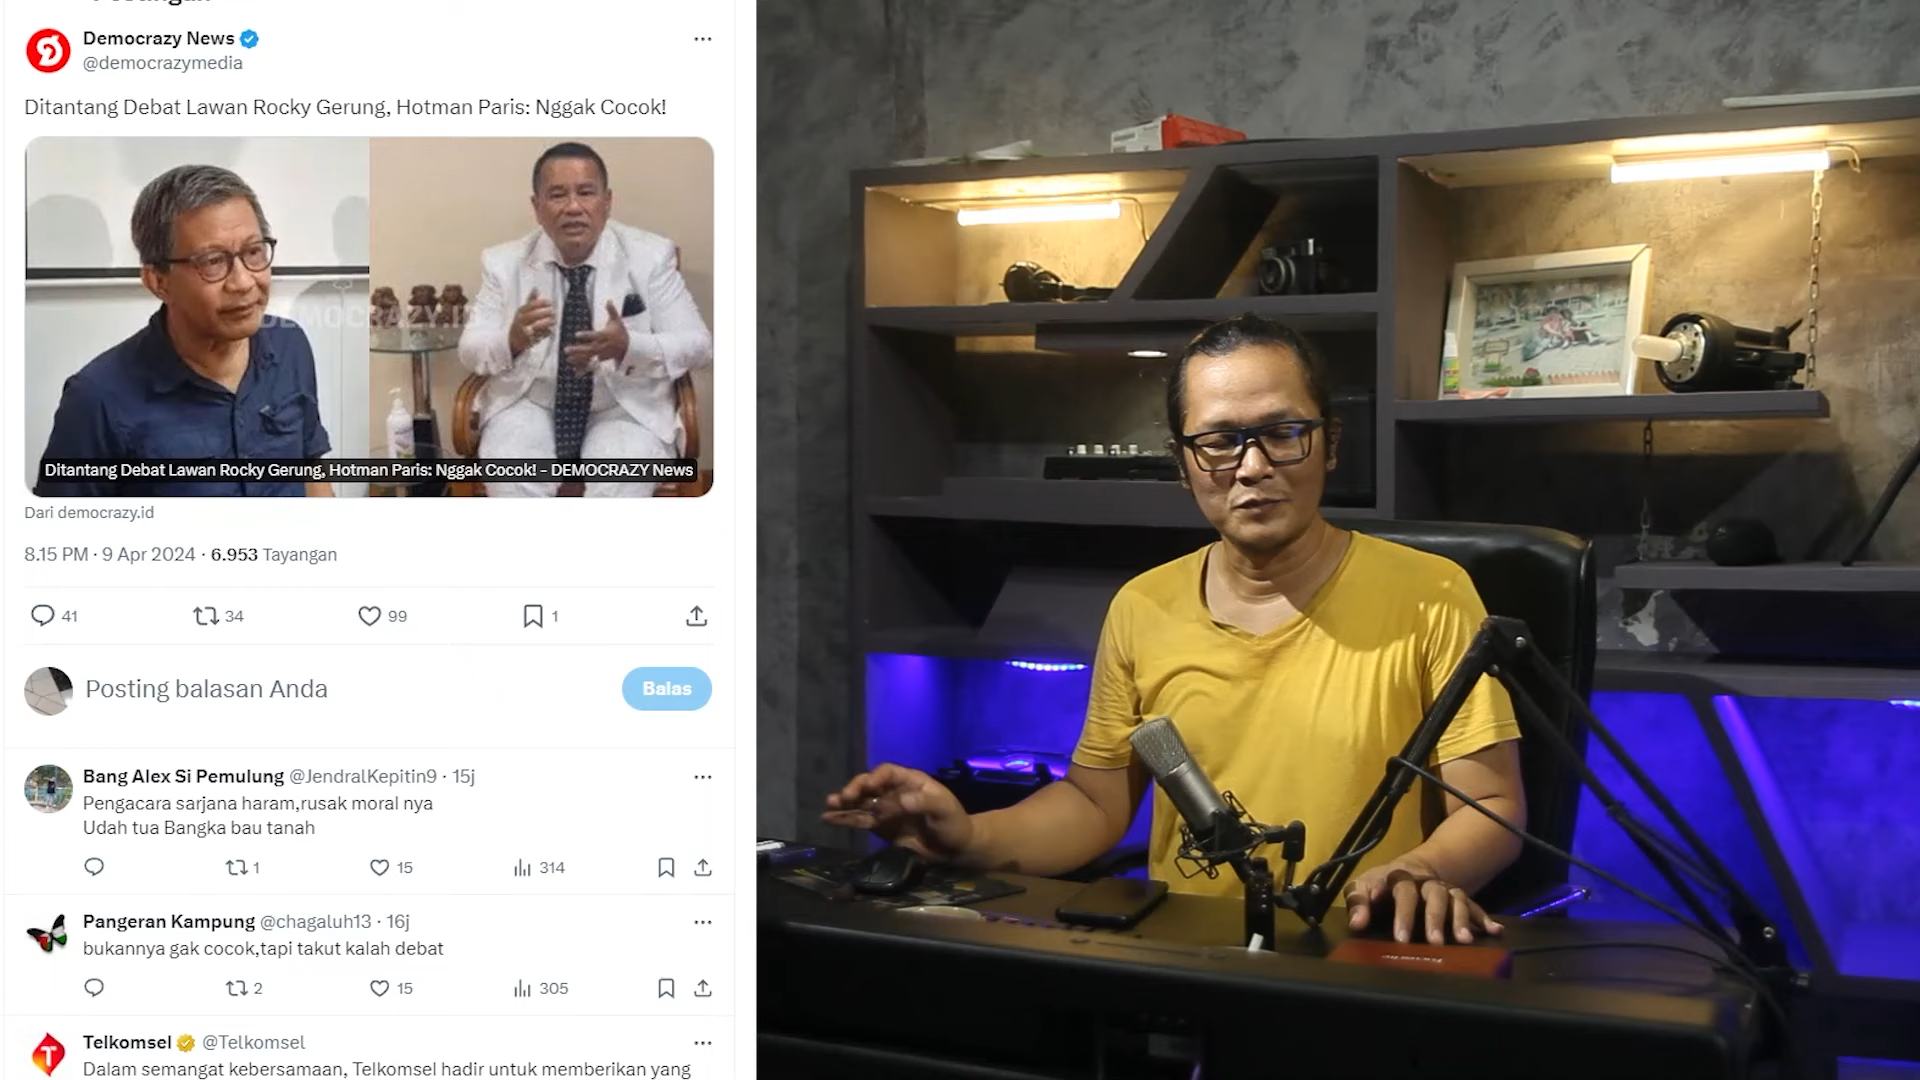 Democrazy News
@democrazymedia
Ditantang Debat Lawan Rocky Gerung, Hotman Paris: Nggak Cocok!
DEMOCRAZY.ID
Ditantang Debat Lawan Rocky Gerung, Hotman Paris: Nggak Cocok! - DEMOCRAZY News
Dari democrazy.id
8.15 PM · 9 Apr 2024 · 6.953 Tayangan
41 34 99 1
Posting balasan Anda
Balas
Bang Alex Si Pemulung @JendralKepitin9 · 15j
Pengacara sarjana haram,rusak moral nya
Udah tua Bangka bau tanah
1 15 314
Pangeran Kampung @chagaluh13 · 16j
bukannya gak cocok,tapi takut kalah debat
2 15 305
Telkomsel @Telkomsel
Dalam semangat kebersamaan, Telkomsel hadir untuk memberikan yang